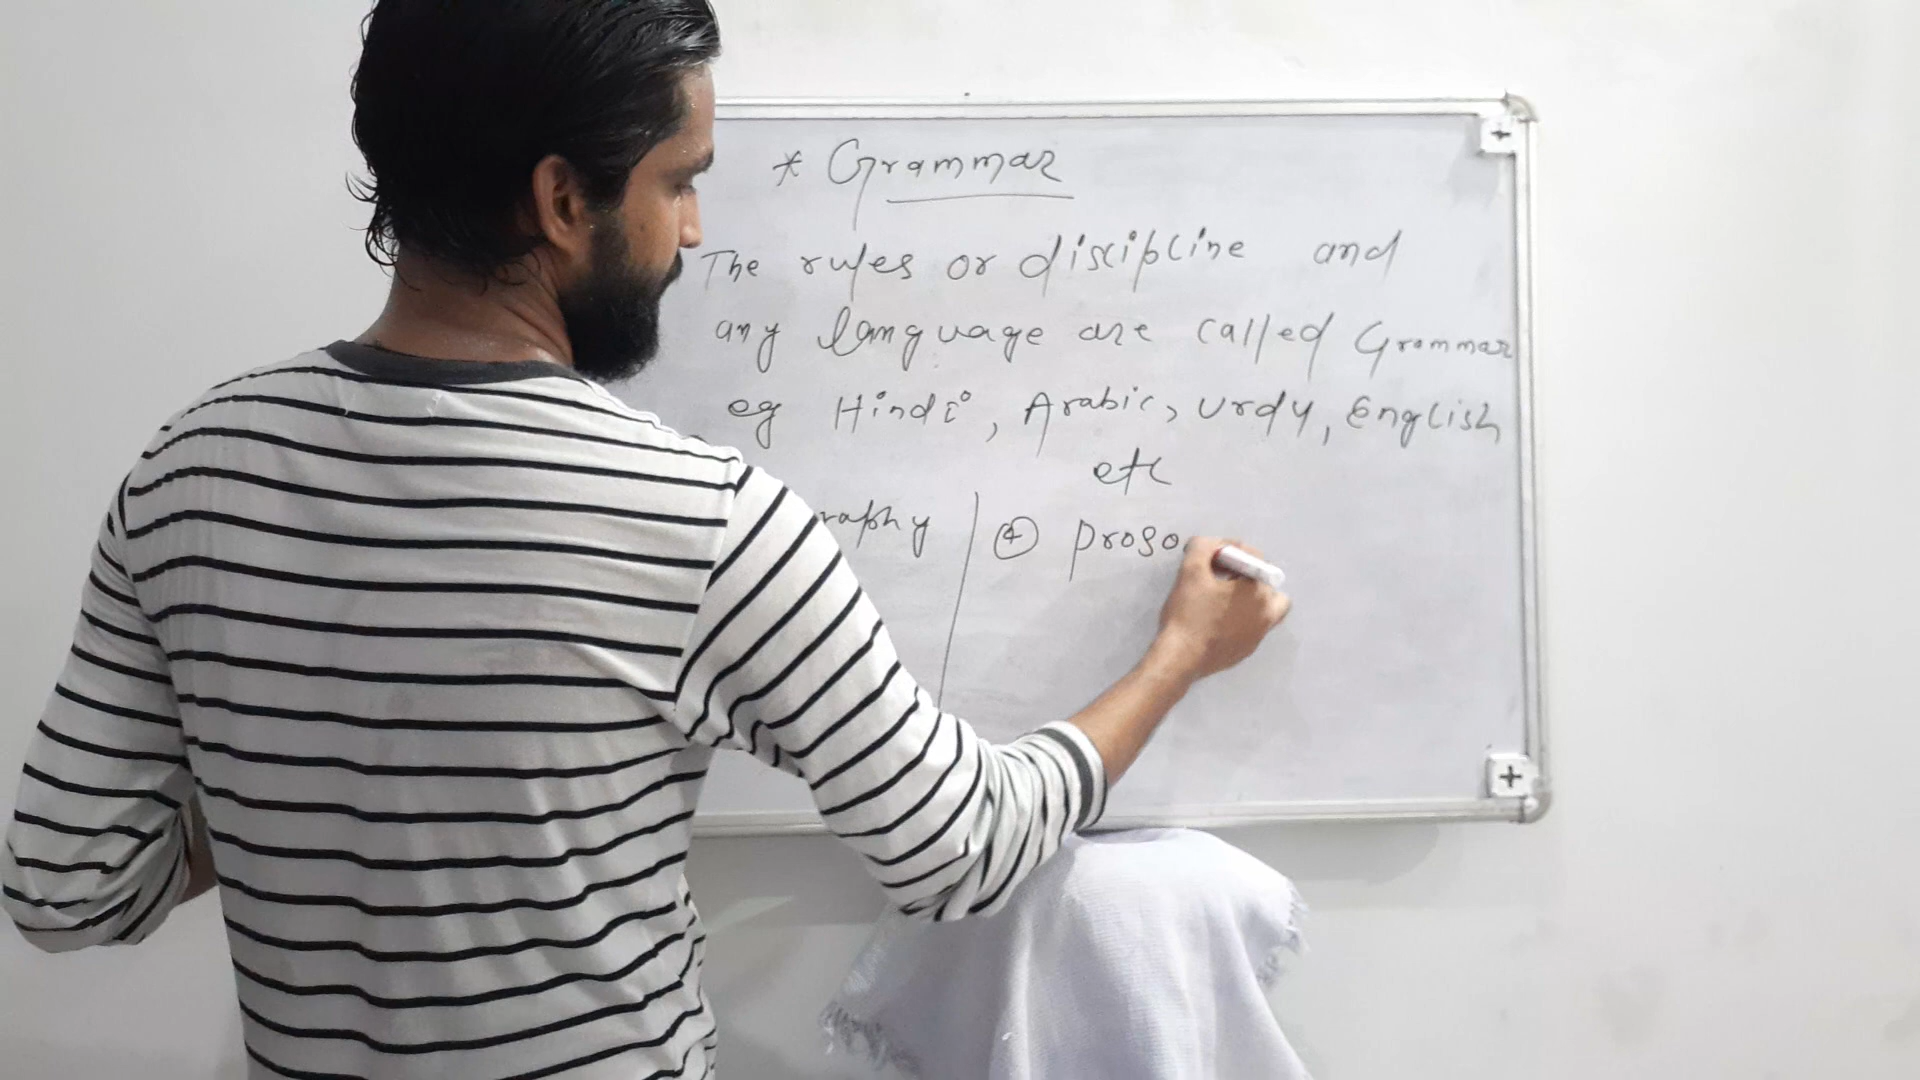 * Grammar
The rules or discipline and
any language are called Grammar
eg Hindi, Arabic, Urdu, English
etc
raphy | ④ Proso